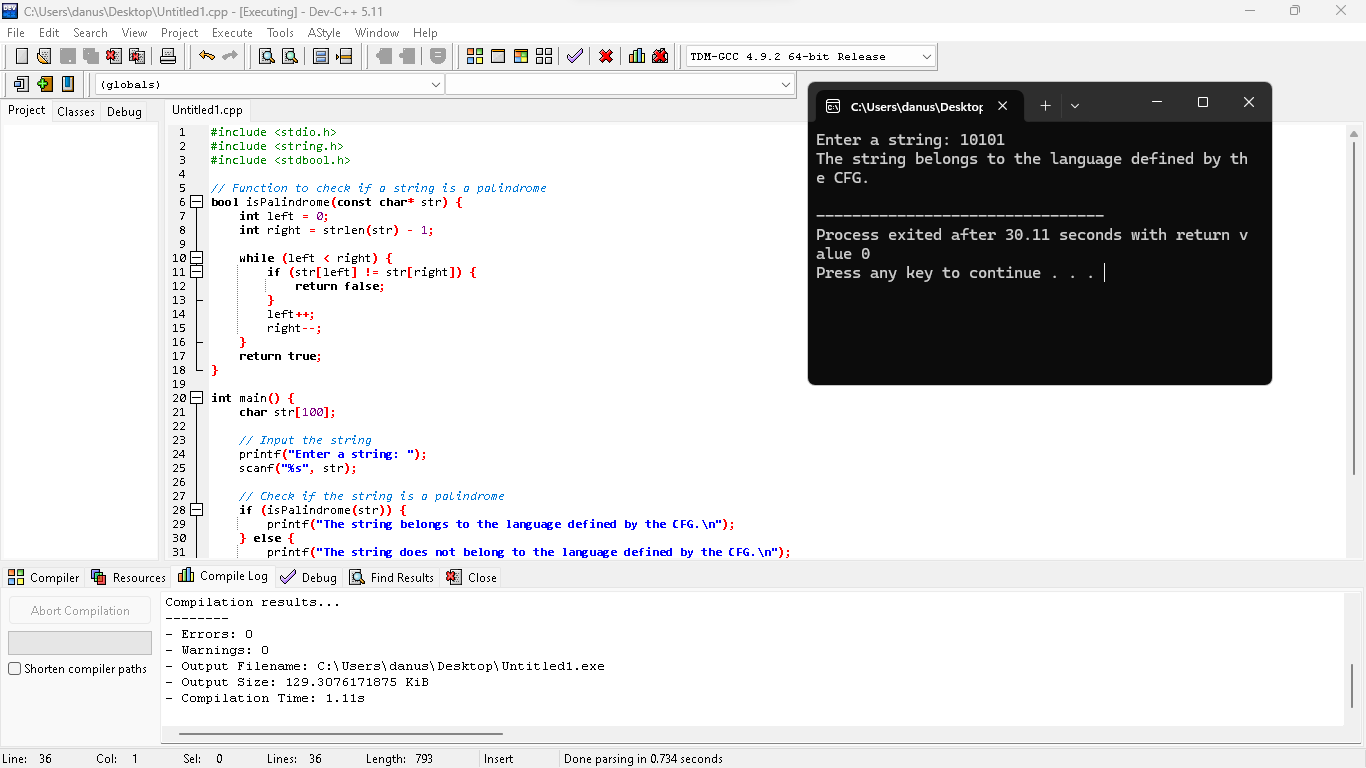 C:\Users\danus\Desktop\Untitled1.cpp - [Executing] - Dev-C++ 5.11
File Edit Search View Project Execute Tools AStyle Window Help
TDM-GCC 4.9.2 64-bit Release
(globals)
Project Classes Debug
Untitled1.cpp
1 #include <stdio.h>
2 #include <string.h>
3 #include <stdbool.h>
4
5 // Function to check if a string is a palindrome
6 bool isPalindrome(const char* str) {
7 int left = 0;
8 int right = strlen(str) - 1;
9
10 while (left < right) {
11 if (str[left] != str[right]) {
12 return false;
13 }
14 left++;
15 right--;
16 }
17 return true;
18 }
19
20 int main() {
21 char str[100];
22
23 // Input the string
24 printf("Enter a string: ");
25 scanf("%s", str);
26
27 // Check if the string is a palindrome
28 if (isPalindrome(str)) {
29 printf("The string belongs to the language defined by the CFG.\n");
30 } else {
31 printf("The string does not belong to the language defined by the CFG.\n");
C:\Users\danus\Desktop
Enter a string: 10101
The string belongs to the language defined by th
e CFG.
--------------------------------
Process exited after 30.11 seconds with return v
alue 0
Press any key to continue . . .
Compiler Resources Compile Log Debug Find Results Close
Abort Compilation
Shorten compiler paths
Compilation results...
--------
- Errors: 0
- Warnings: 0
- Output Filename: C:\Users\danus\Desktop\Untitled1.exe
- Output Size: 129.3076171875 KiB
- Compilation Time: 1.11s
Line: 36 Col: 1 Sel: 0 Lines: 36 Length: 793 Insert Done parsing in 0.734 seconds